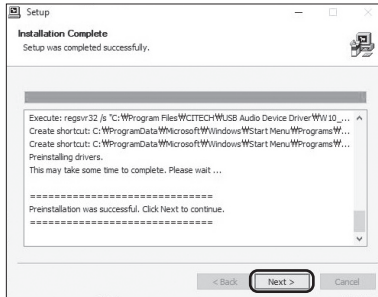 Setup
Installation Complete
Setup was completed successfully.
Execute: regsvr32 /s "C:₩Program Files₩CITECH₩USB Audio Device Driver₩W10_...
Create shortcut: C:₩ProgramData₩Microsoft₩Windows₩Start Menu₩Programs₩...
Create shortcut: C:₩ProgramData₩Microsoft₩Windows₩Start Menu₩Programs₩...
Preinstalling drivers.
This may take some time to complete. Please wait ...
==============================
Preinstallation was successful. Click Next to continue.
==============================
< Back Next > Cancel